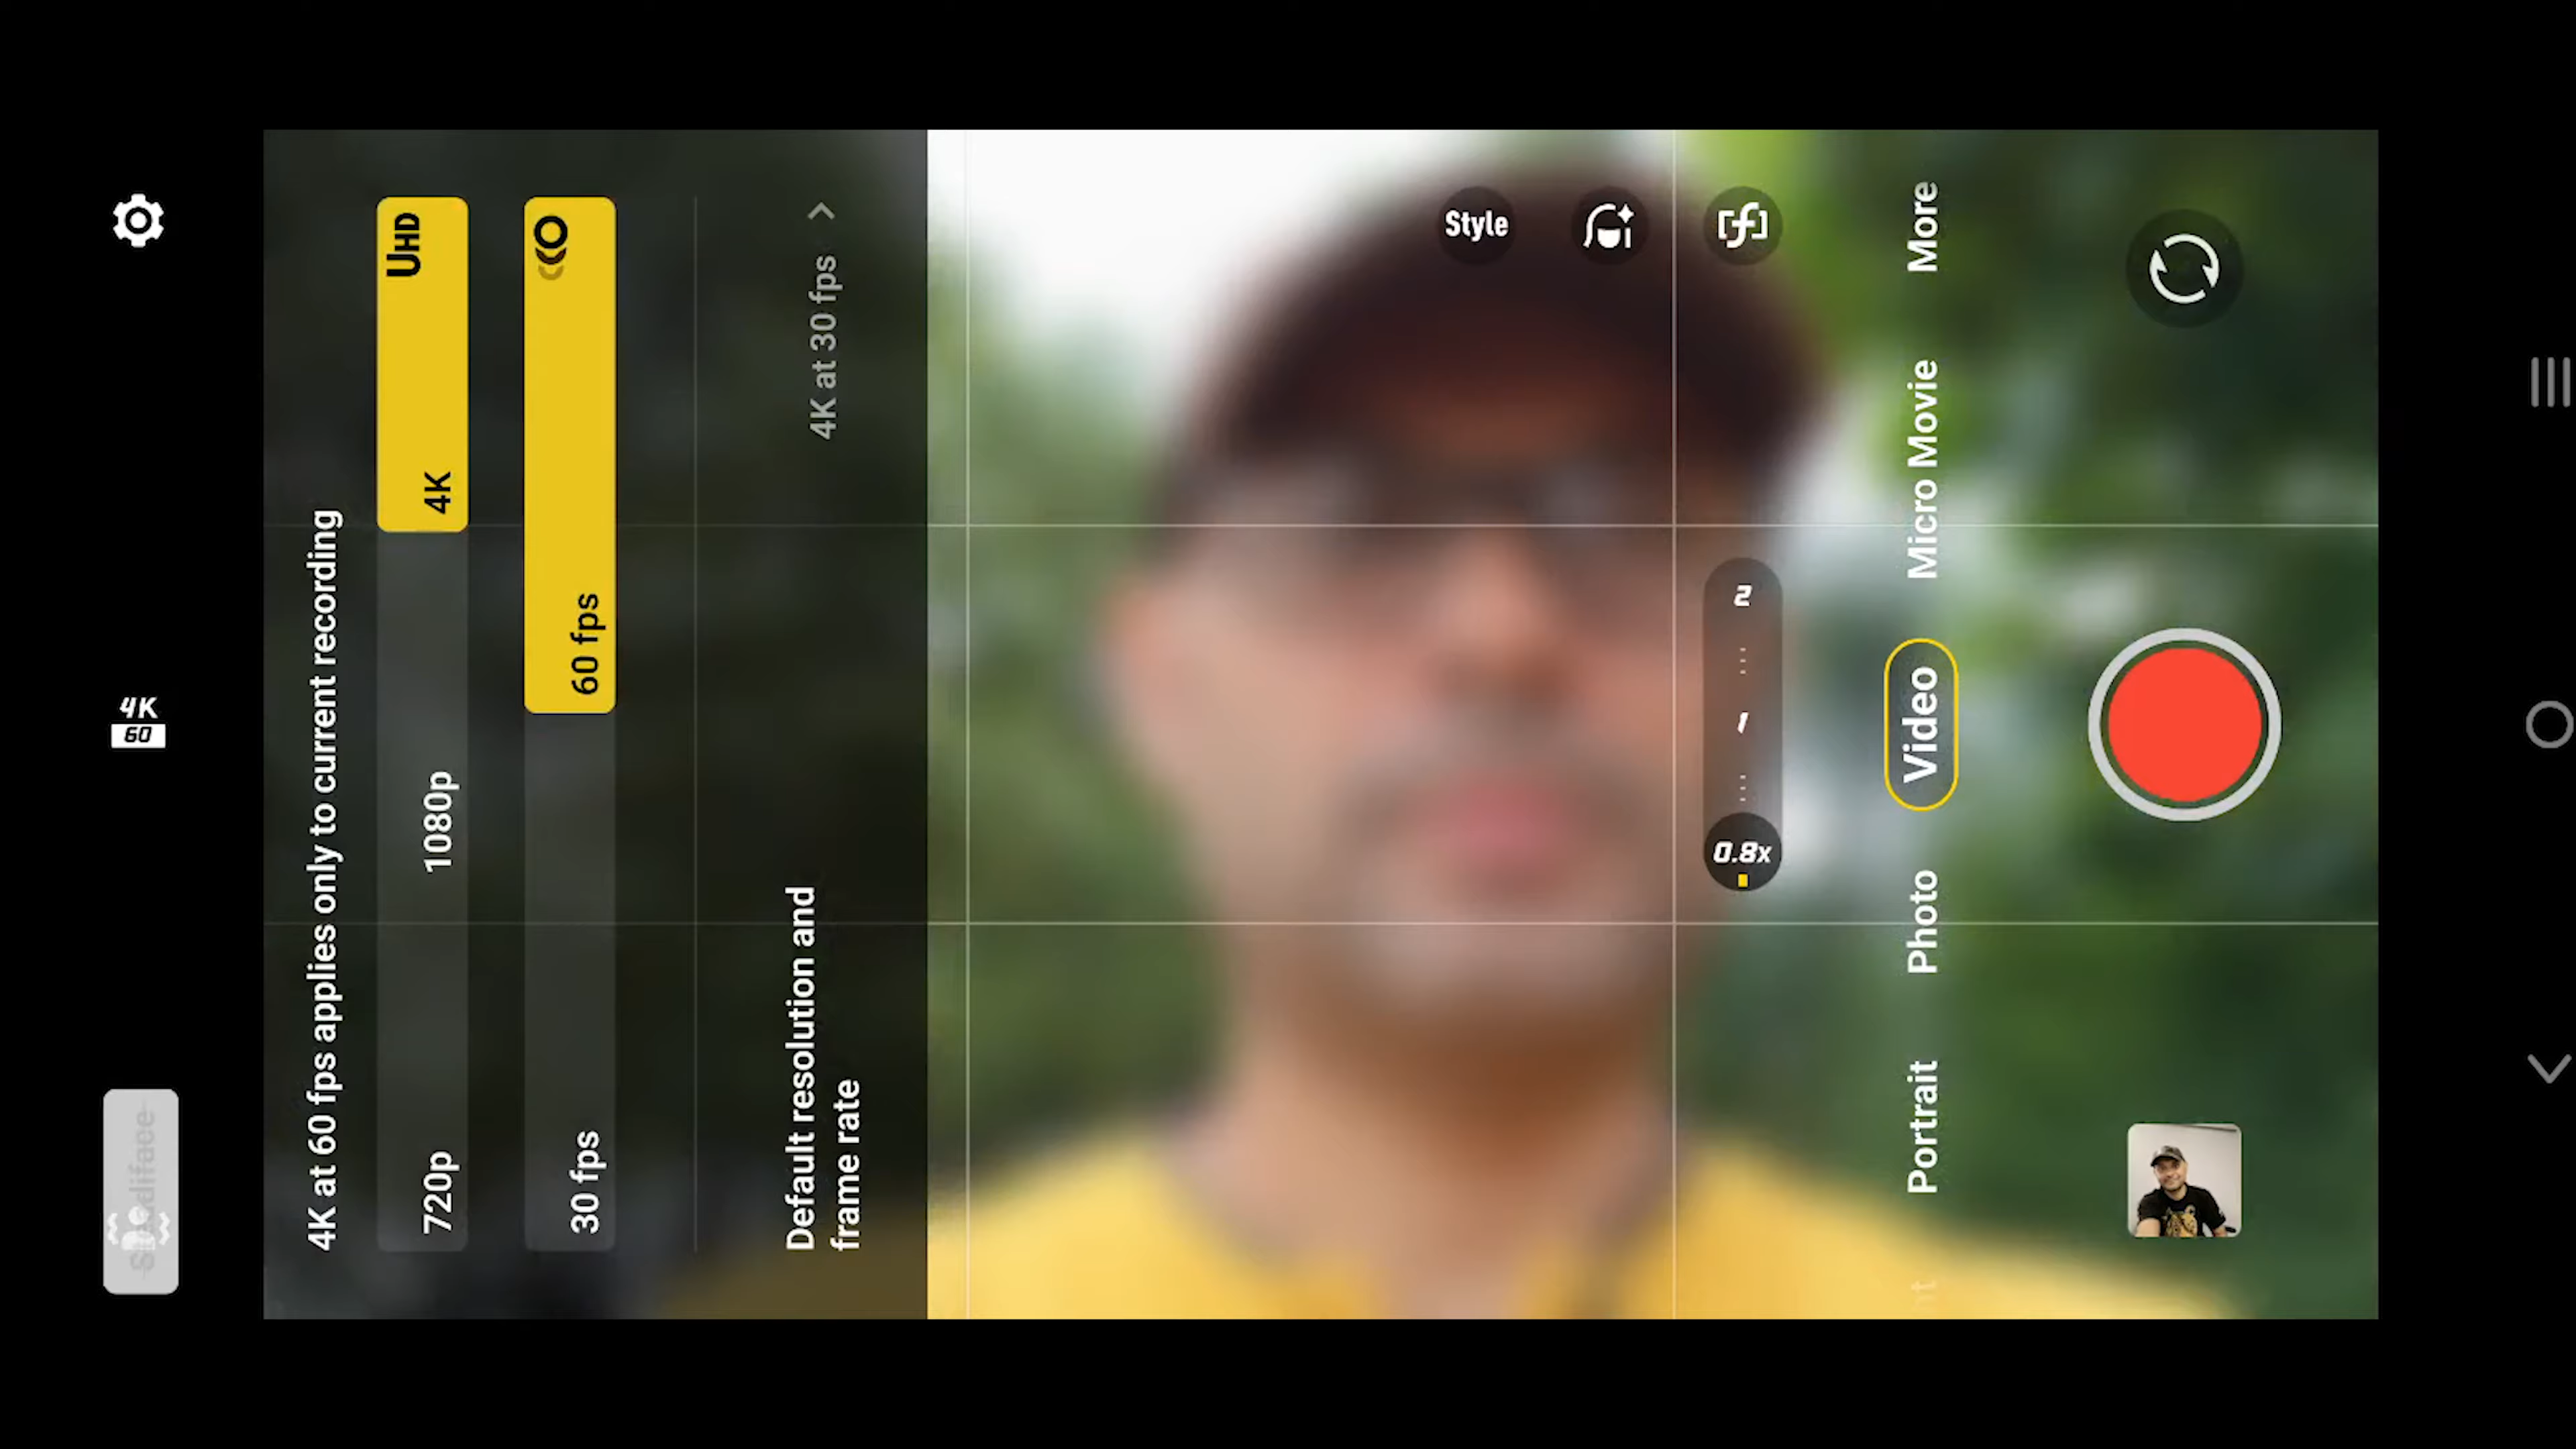 4K
60
Steadiface
4K at 60 fps applies only to current recording
720p
1080p
4K
UHD
30 fps
60 fps
Default resolution and
frame rate
4K at 30 fps
Style
2
1
0.8x
Portrait
Photo
Video
Micro Movie
More